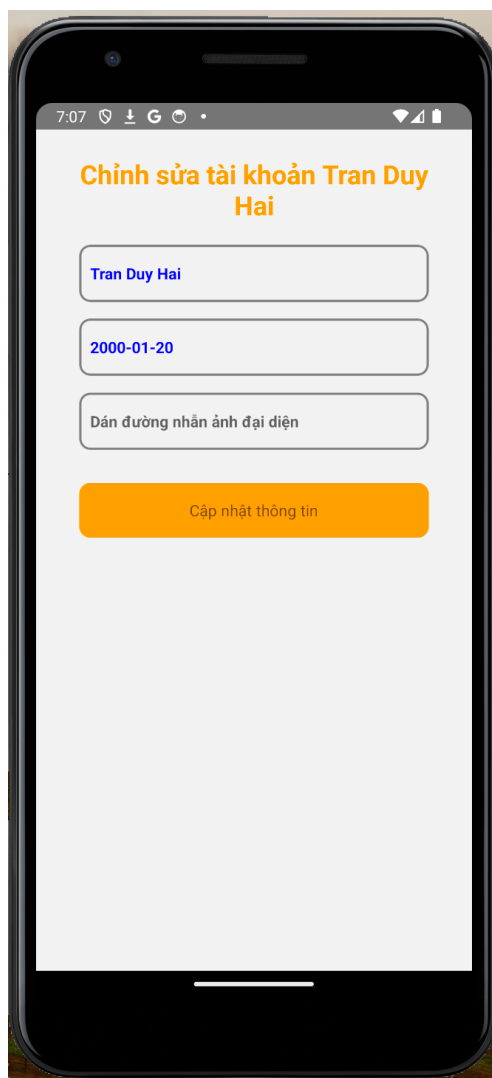 7:07
Chỉnh sửa tài khoản Tran Duy
Hai
Tran Duy Hai
2000-01-20
Dán đường nhẫn ảnh đại diện
Cập nhật thông tin